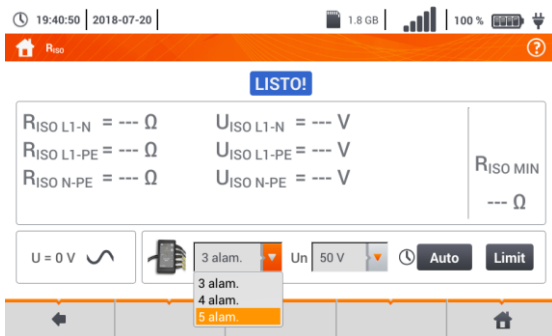 19:40:50 2018-07-20 1.8 GB 100 %
RISO ?
LISTO!
RISO L1-N = --- Ω UISO L1-N = --- V
RISO L1-PE = --- Ω UISO L1-PE = --- V
RISO N-PE = --- Ω UISO N-PE = --- V
RISO MIN
--- Ω
U = 0 V 3 alam. Un 50 V Auto Limit
3 alam.
4 alam.
5 alam.